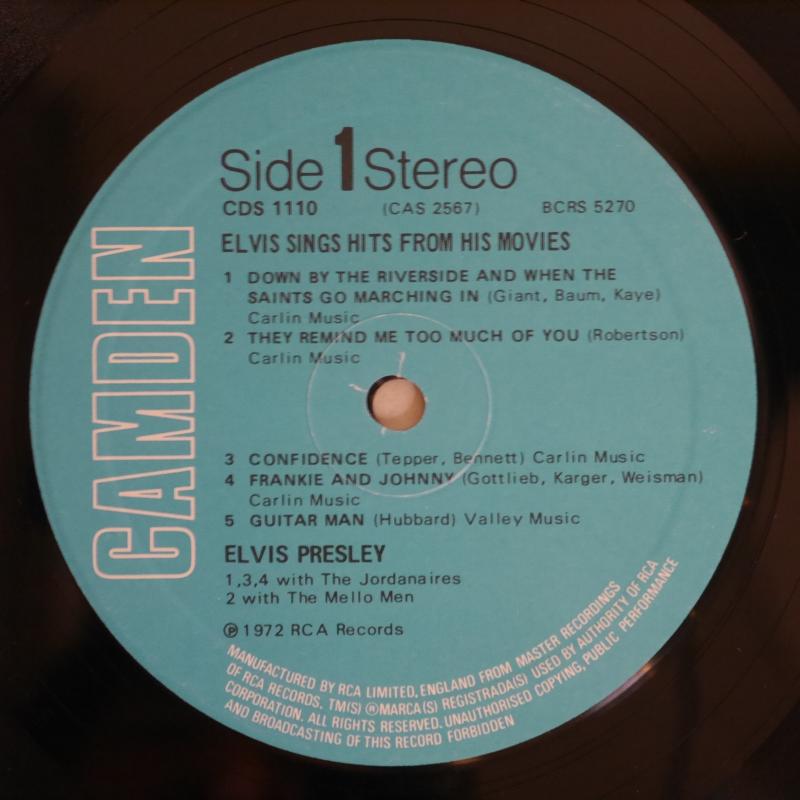 CAMDEN
Side 1 Stereo
CDS 1110 (CAS 2567) BCRS 5270
ELVIS SINGS HITS FROM HIS MOVIES
1 DOWN BY THE RIVERSIDE AND WHEN THE
SAINTS GO MARCHING IN (Giant, Baum, Kaye)
Carlin Music
2 THEY REMIND ME TOO MUCH OF YOU (Robertson)
Carlin Music
3 CONFIDENCE (Tepper, Bennett) Carlin Music
4 FRANKIE AND JOHNNY (Gottlieb, Karger, Weisman)
Carlin Music
5 GUITAR MAN (Hubbard) Valley Music
ELVIS PRESLEY
1,3,4 with The Jordanaires
2 with The Mello Men
℗ 1972 RCA Records
MANUFACTURED BY RCA LIMITED, ENGLAND FROM MASTER RECORDINGS
OF RCA RECORDS. TM(S) ® MARCA(S) REGISTRADA(S) USED BY AUTHORITY OF RCA
CORPORATION. ALL RIGHTS RESERVED. UNAUTHORISED COPYING, PUBLIC PERFORMANCE
AND BROADCASTING OF THIS RECORD FORBIDDEN